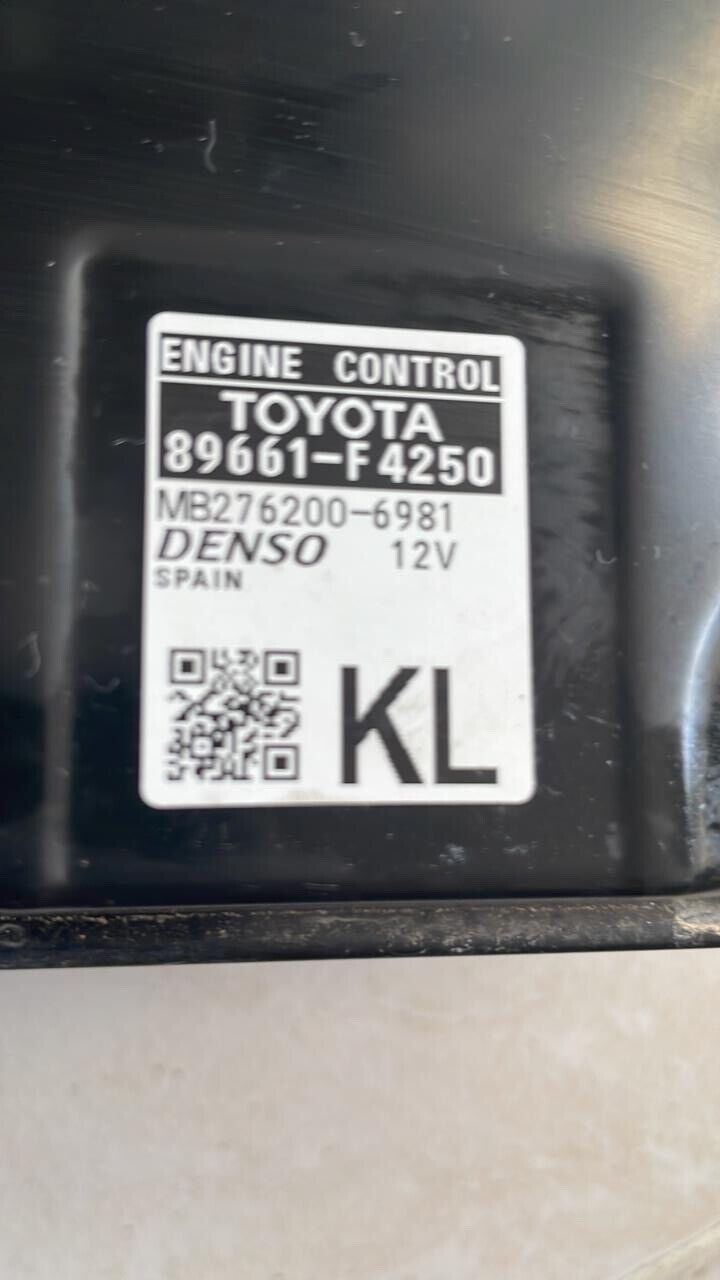 ENGINE CONTROL
TOYOTA
89661-F4250
MB276200-6981
DENSO 12V
SPAIN
KL